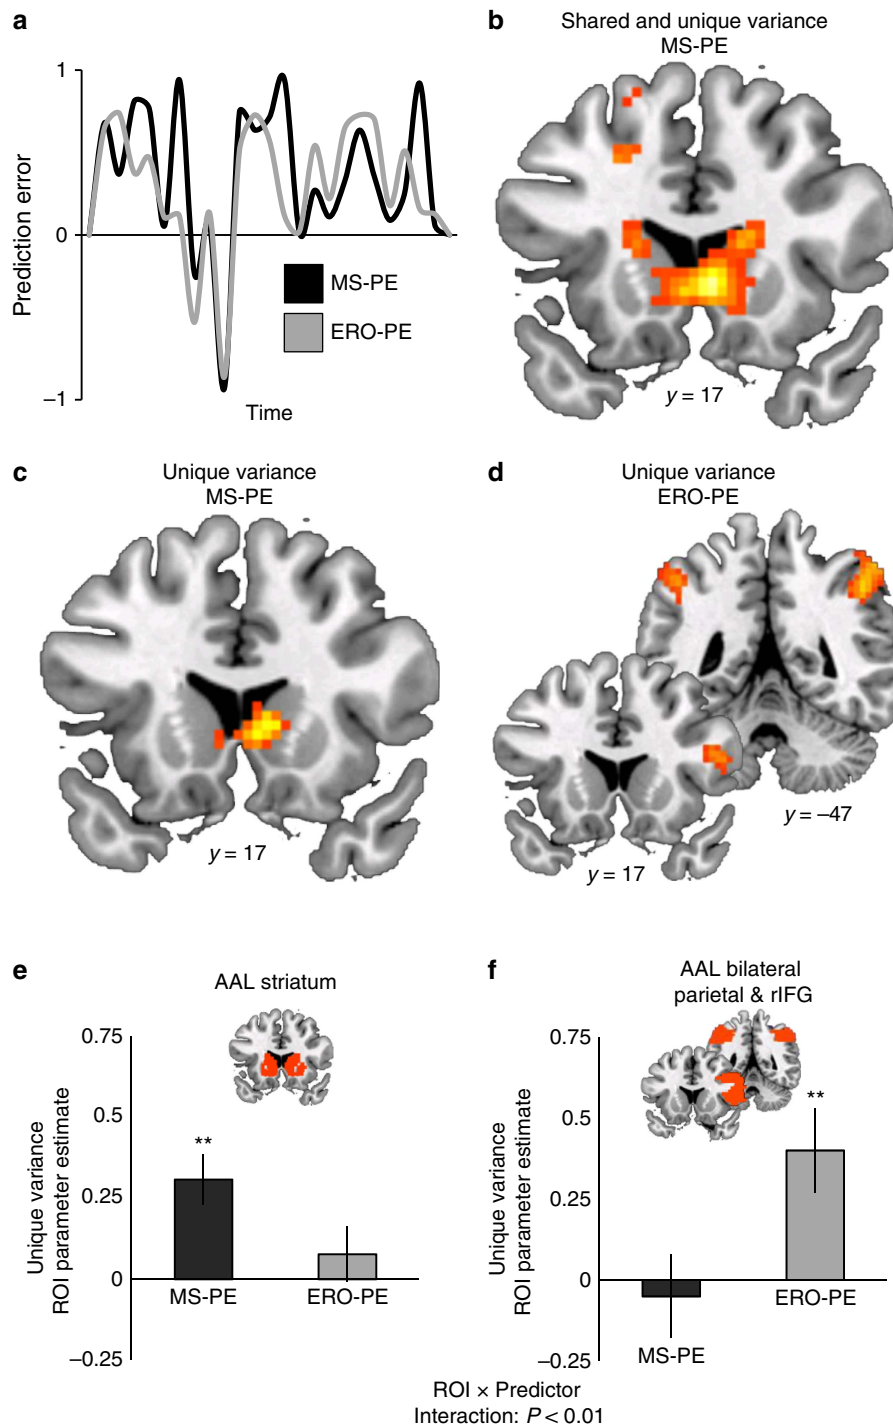 a
1
0
−1
Prediction error
Time
MS-PE
ERO-PE
b
Shared and unique variance
MS-PE
y = 17
c
Unique variance
MS-PE
y = 17
d
Unique variance
ERO-PE
y = −47
y = 17
e
AAL striatum
0.75
0.5
0.25
0
−0.25
Unique variance
ROI parameter estimate
**
MS-PE
ERO-PE
f
AAL bilateral
parietal & rIFG
0.75
0.5
0.25
0
−0.25
Unique variance
ROI parameter estimate
**
MS-PE
ERO-PE
ROI × Predictor
Interaction: P < 0.01